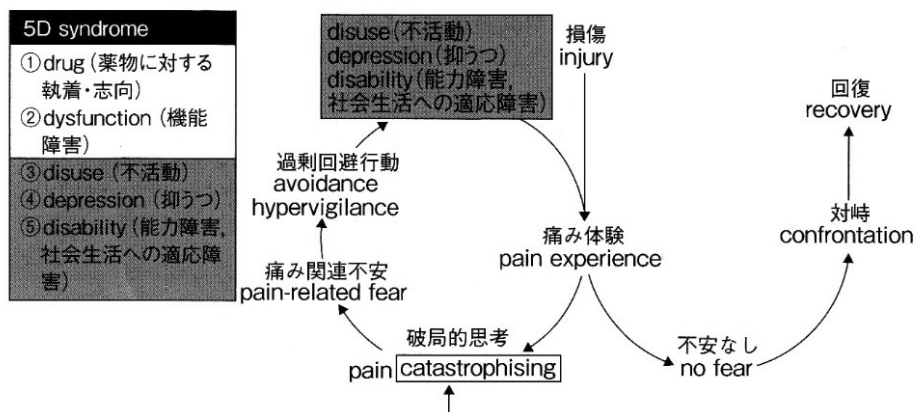 5D syndrome
①drug(薬物に対する
執着・志向)
②dysfunction(機能
障害)
③disuse(不活動)
④depression(抑うつ)
⑤disability(能力障害,
社会生活への適応障
害)
disuse(不活動)
depression(抑うつ)
disability(能力障害,
社会生活への適応障害)
損傷
injury
回復
recovery
過剰回避行動
avoidance
hypervigilance
対峙
confrontation
痛み体験
pain experience
痛み関連不安
pain-related fear
破局的思考
pain catastrophising
不安なし
no fear